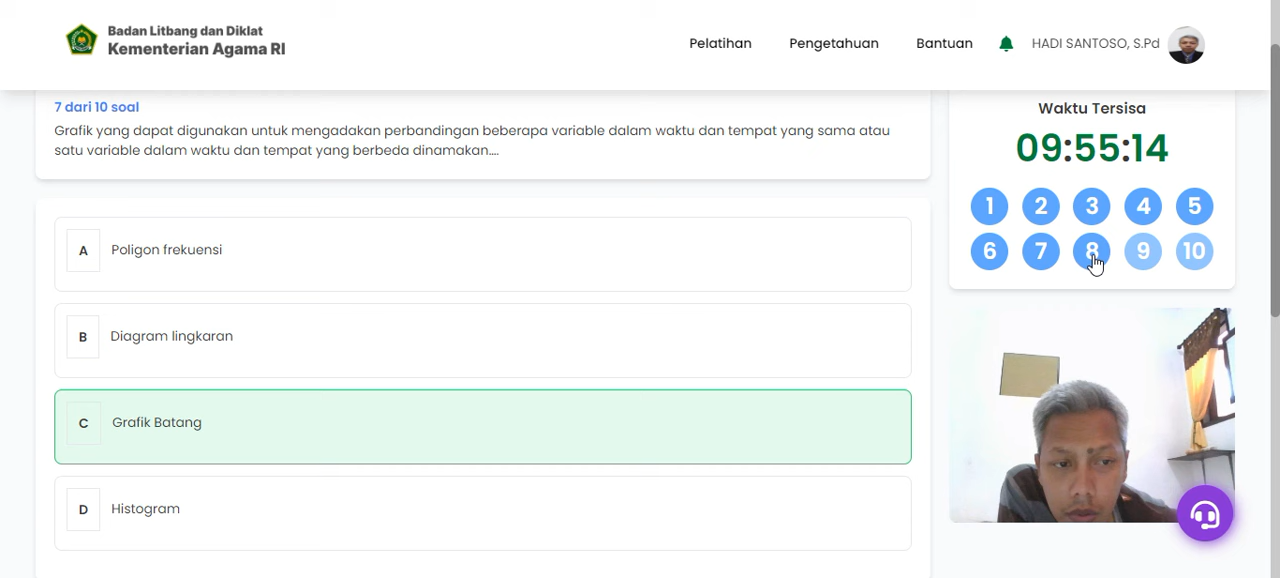 Badan Litbang dan Diklat
Kementerian Agama RI
Pelatihan
Pengetahuan
Bantuan
HADI SANTOSO, S.Pd
7 dari 10 soal
Grafik yang dapat digunakan untuk mengadakan perbandingan beberapa variable dalam waktu dan tempat yang sama atau
satu variable dalam waktu dan tempat yang berbeda dinamakan....
A Poligon frekuensi
B Diagram lingkaran
C Grafik Batang
D Histogram
Waktu Tersisa
09:55:14
1 2 3 4 5
6 7 8 9 10